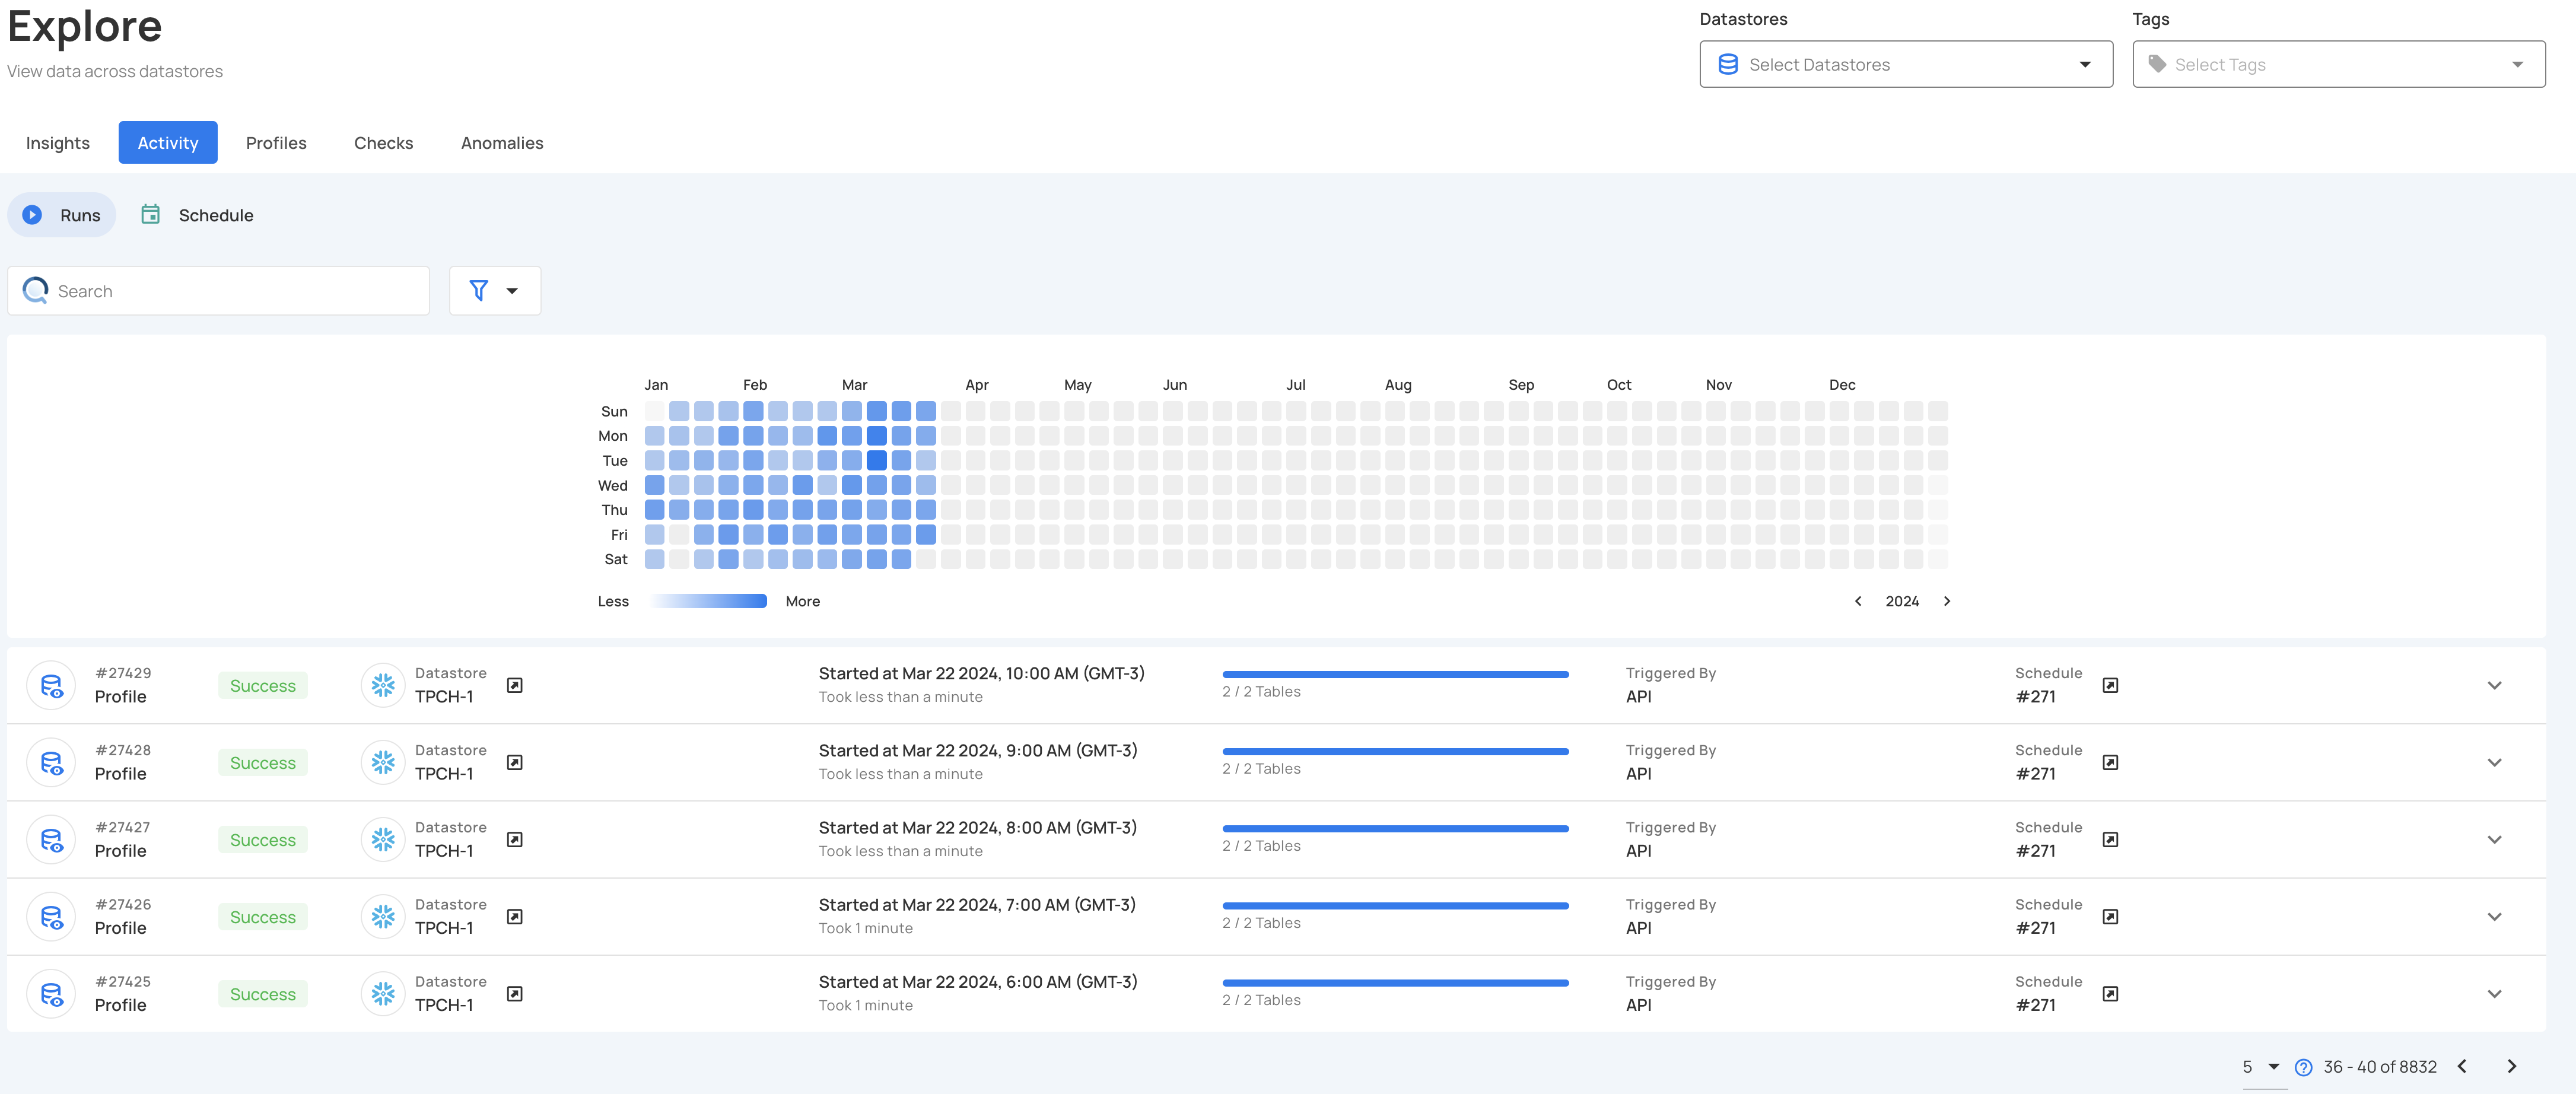 Explore
View data across datastores
Datastores
Select Datastores
Tags
Select Tags
Insights Activity Profiles Checks Anomalies
Runs Schedule
Search
Jan Feb Mar Apr May Jun Jul Aug Sep Oct Nov Dec
Sun
Mon
Tue
Wed
Thu
Fri
Sat
Less More 2024
#27429 Datastore Started at Mar 22 2024, 10:00 AM (GMT-3) Triggered By Schedule
Profile Success TPCH-1 Took less than a minute 2 / 2 Tables API #271
#27428 Datastore Started at Mar 22 2024, 9:00 AM (GMT-3) Triggered By Schedule
Profile Success TPCH-1 Took less than a minute 2 / 2 Tables API #271
#27427 Datastore Started at Mar 22 2024, 8:00 AM (GMT-3) Triggered By Schedule
Profile Success TPCH-1 Took less than a minute 2 / 2 Tables API #271
#27426 Datastore Started at Mar 22 2024, 7:00 AM (GMT-3) Triggered By Schedule
Profile Success TPCH-1 Took 1 minute 2 / 2 Tables API #271
#27425 Datastore Started at Mar 22 2024, 6:00 AM (GMT-3) Triggered By Schedule
Profile Success TPCH-1 Took 1 minute 2 / 2 Tables API #271
5 36 - 40 of 8832